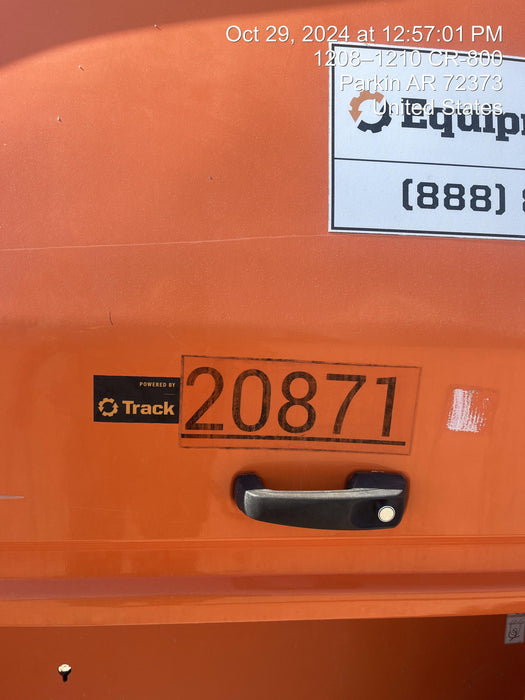 Oct 29, 2024 at 12:57:01 PM
1208–1210 CR-800
Parkin AR 72373
United States
(888)
POWERED BY
Track
20871